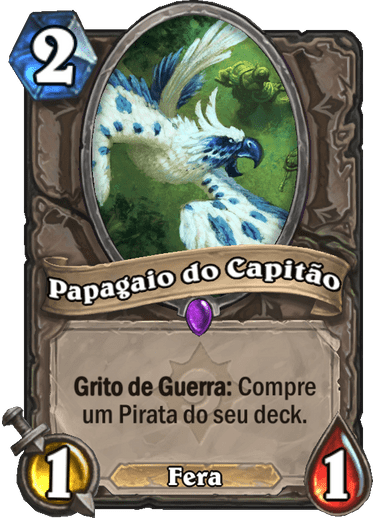 2
Papagaio do Capitão
Grito de Guerra: Compre
um Pirata do seu deck.
1
Fera
1